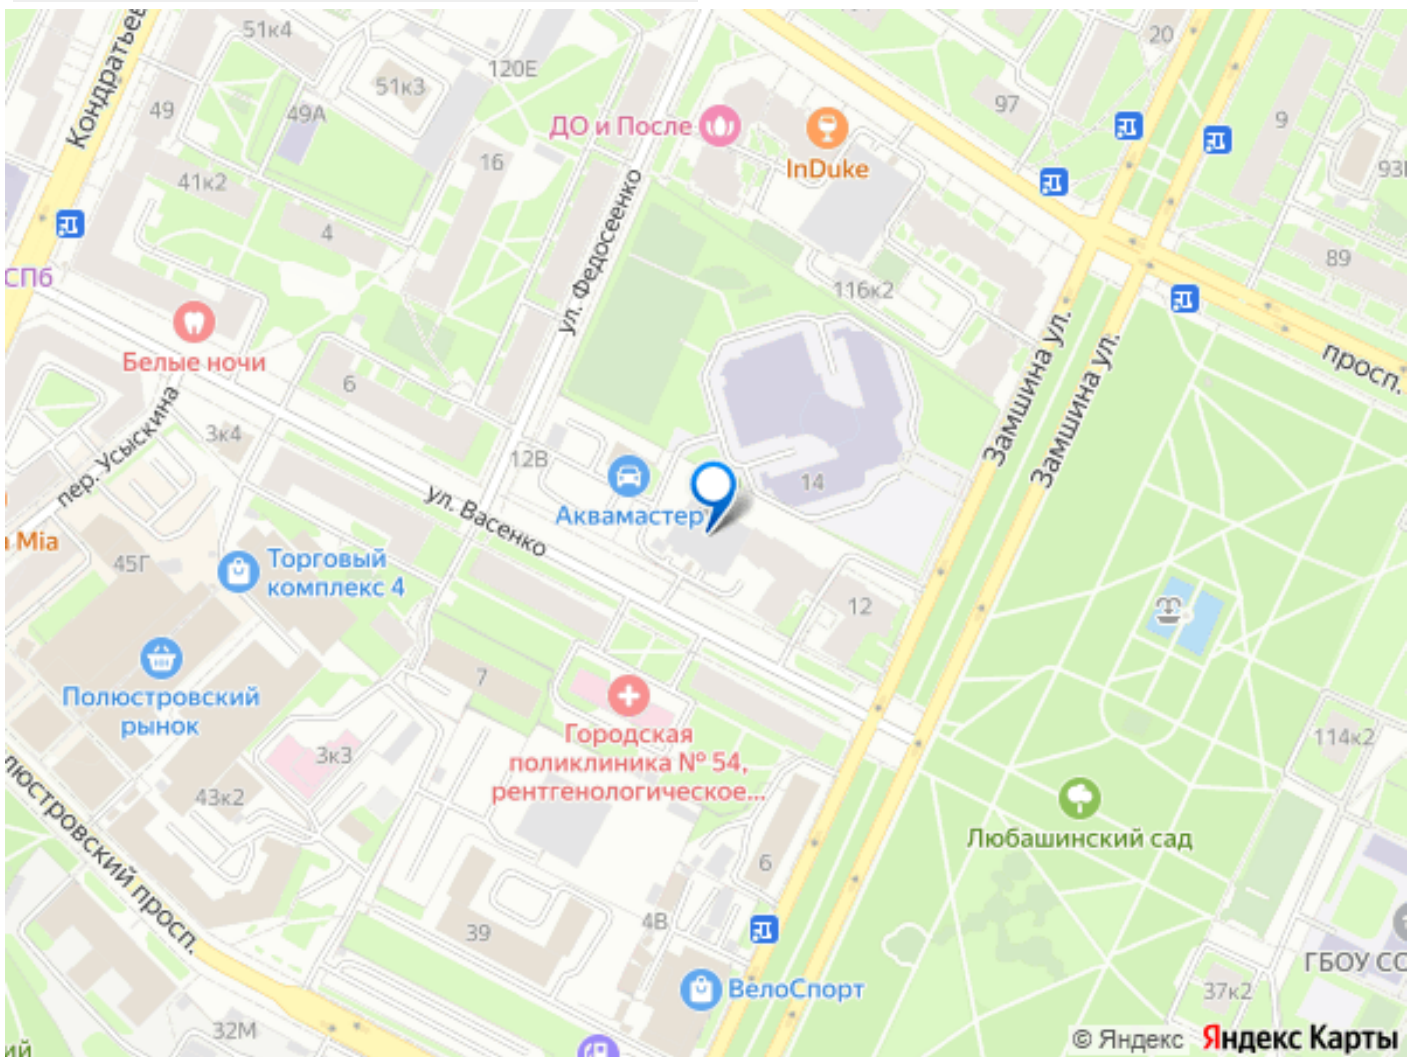 51к4
120Е
20
Кондратьев
49
49А
51к3
97
ДО и После
InDuke
9
16
41к2
4
ул. Федосеенко
116к2
89
СПб
Белые ночи
6
Замшина ул.
Замшина ул.
просп.
пер. Усыскина
3к4
12В
14
ул. Васенко
Аквамастер
Mia
45Г
Торговый
комплекс 4
12
Полюстровский
рынок
7
Городская
поликлиника № 54,
рентгенологическое...
3к3
114к2
43к2
люстровский просп.
Любашинский сад
6
39
4В
ГБОУ СО
ВелоСпорт
37к2
32М
© Яндекс Яндекс Карты